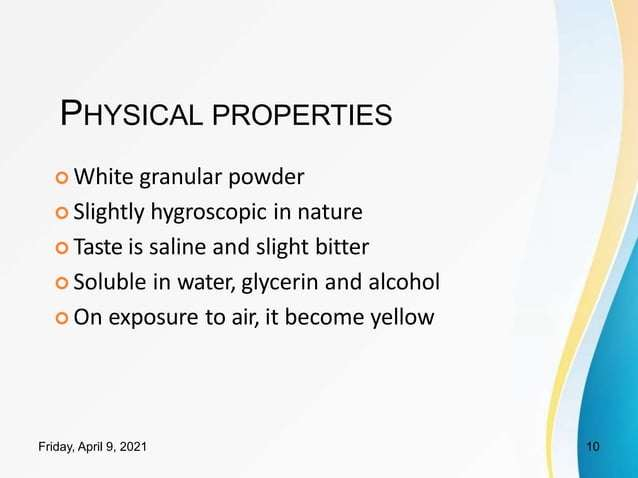 PHYSICAL PROPERTIES
White granular powder
Slightly hygroscopic in nature
Taste is saline and slight bitter
Soluble in water, glycerin and alcohol
On exposure to air, it become yellow
Friday, April 9, 2021
10